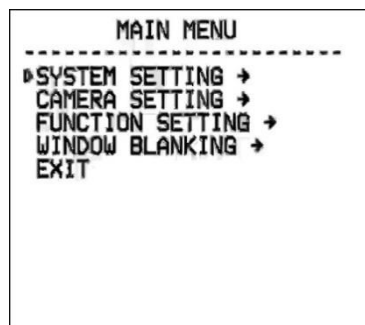 MAIN MENU
------------------------
SYSTEM SETTING →
CAMERA SETTING →
FUNCTION SETTING →
WINDOW BLANKING →
EXIT